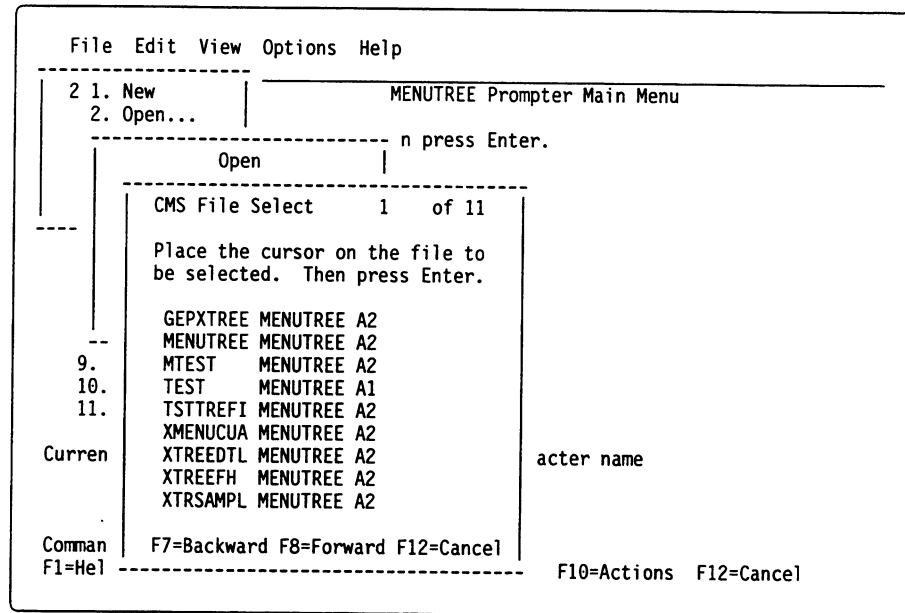 File Edit View Options Help
2 1. New MENUTREE Prompter Main Menu
2. Open...
n press Enter.
Open
CMS File Select 1 of 11
Place the cursor on the file to
be selected. Then press Enter.
GEPXTREE MENUTREE A2
MENUTREE MENUTREE A2
9. MTEST MENUTREE A2
10. TEST MENUTREE A1
11. TSTTREFI MENUTREE A2
XMENUCUA MENUTREE A2
Curren XTREEDTL MENUTREE A2 acter name
XTREEFH MENUTREE A2
XTRSAMPL MENUTREE A2
Comman F7=Backward F8=Forward F12=Cancel
F1=Hel F10=Actions F12=Cancel